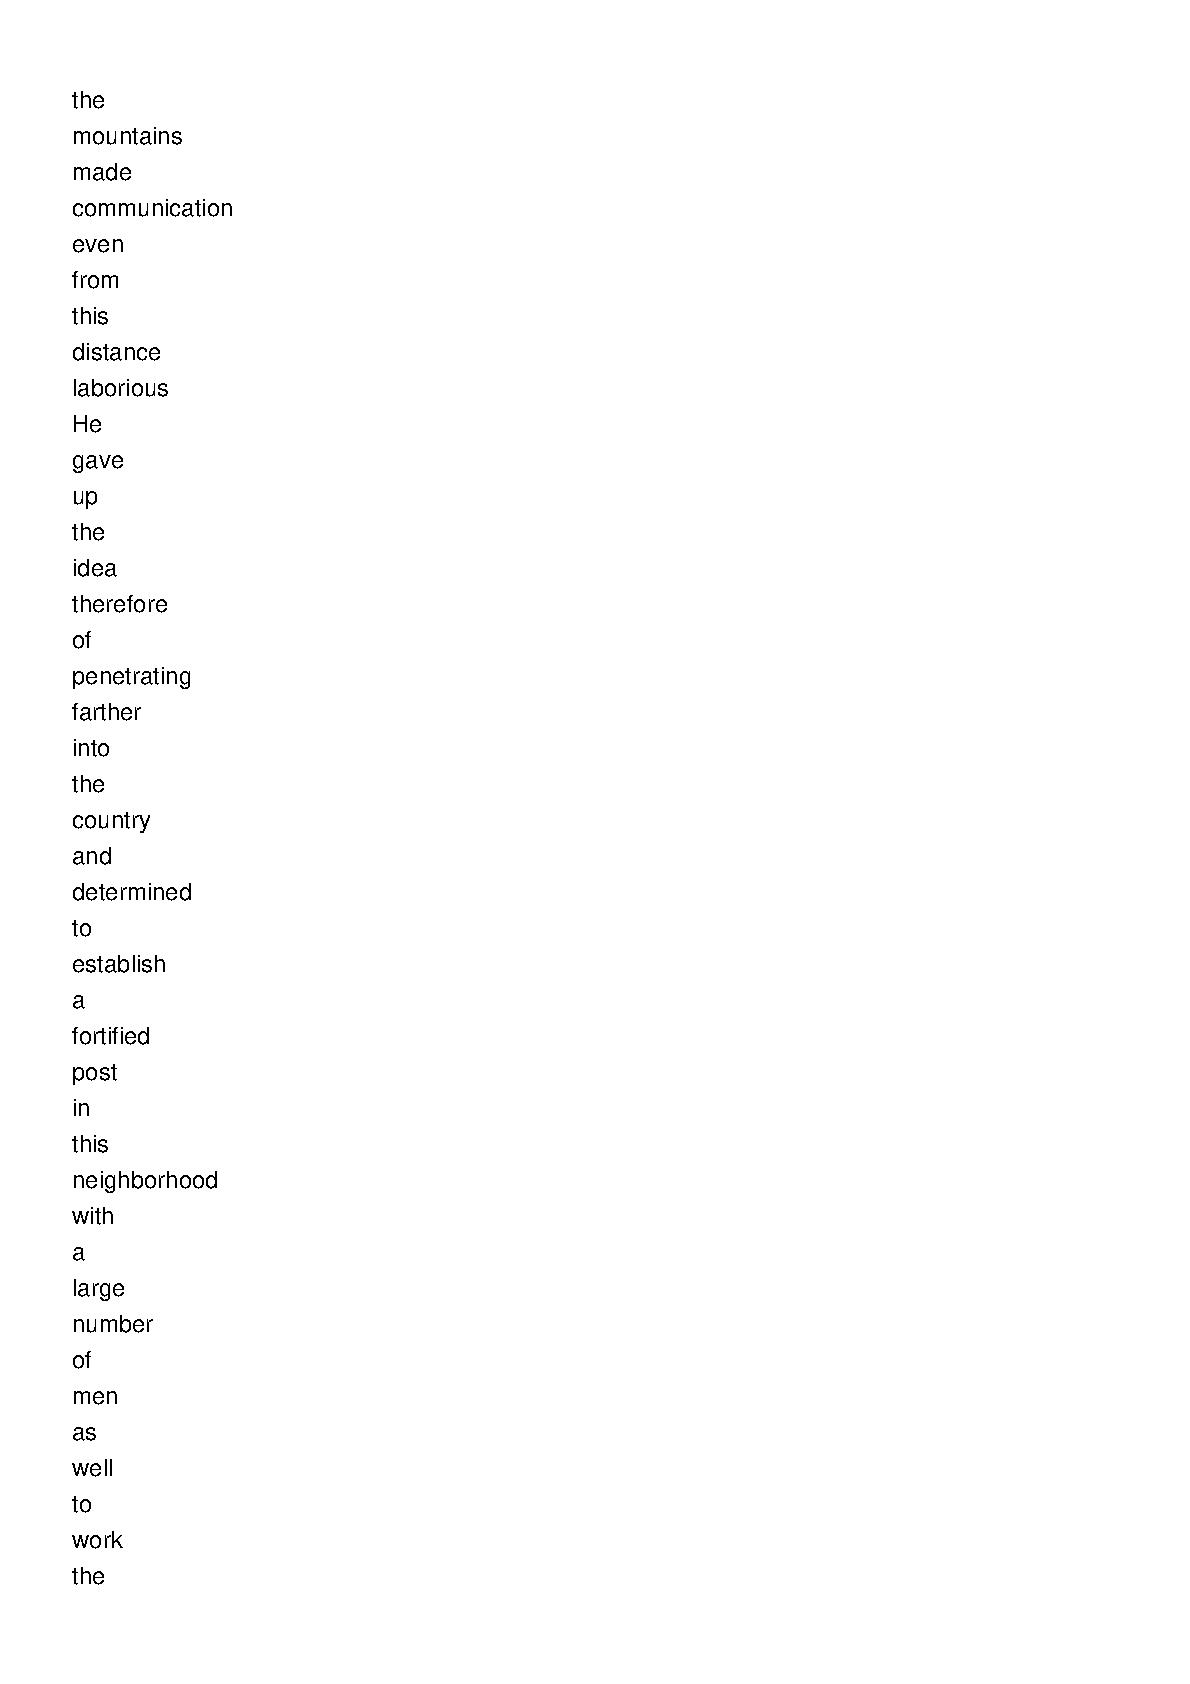 the
mountains
made
communication
even
from
this
distance
laborious
He
gave
up
the
idea
therefore
of
penetrating
farther
into
the
country
and
determined
to
establish
a
fortified
post
in
this
neighborhood
with
a
large
number
of
men
as
well
to
work
the